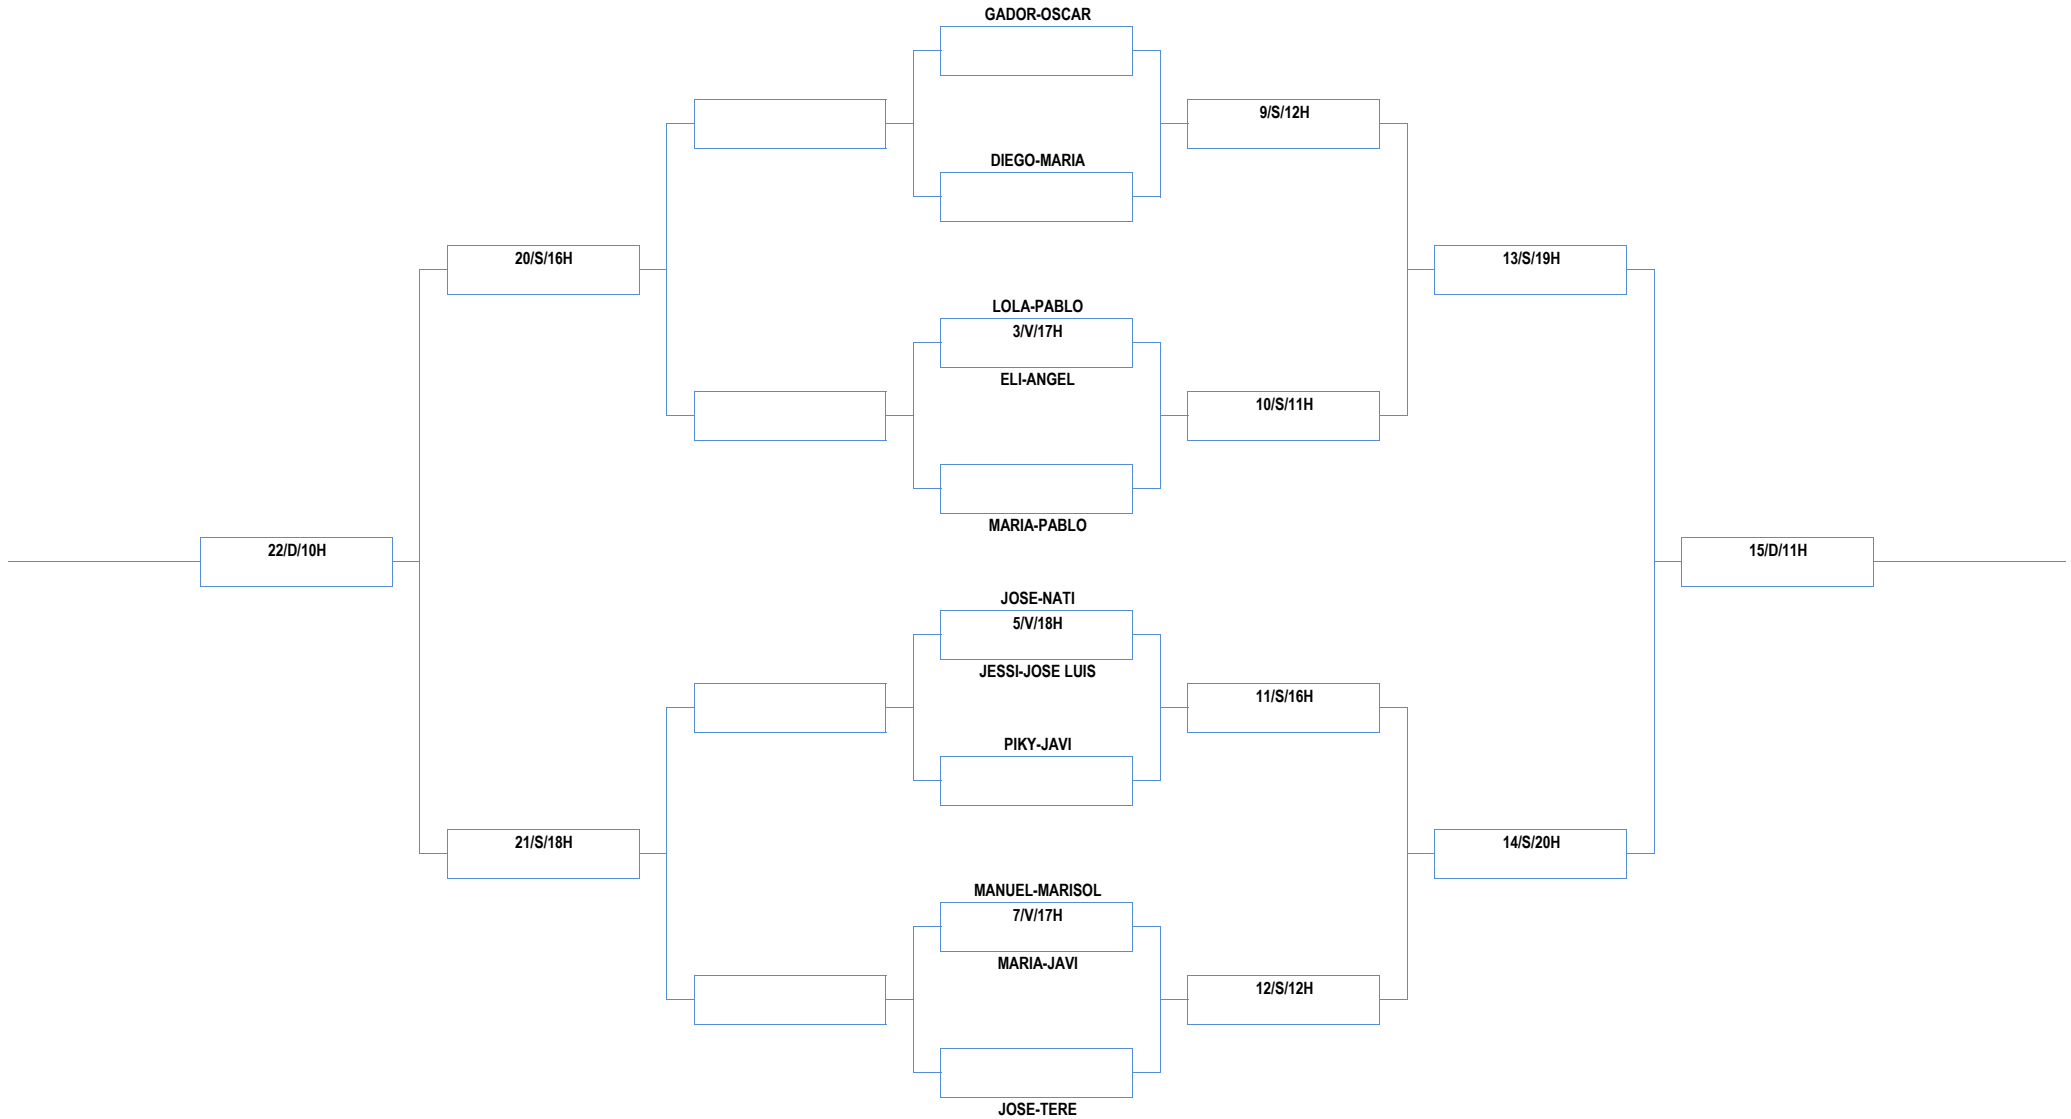 GADOR-OSCAR
9/S/12H
DIEGO-MARIA
20/S/16H
13/S/19H
LOLA-PABLO
3/V/17H
ELI-ANGEL
10/S/11H
MARIA-PABLO
22/D/10H
15/D/11H
JOSE-NATI
5/V/18H
JESSI-JOSE LUIS
11/S/16H
PIKY-JAVI
21/S/18H
14/S/20H
MANUEL-MARISOL
7/V/17H
MARIA-JAVI
12/S/12H
JOSE-TERE